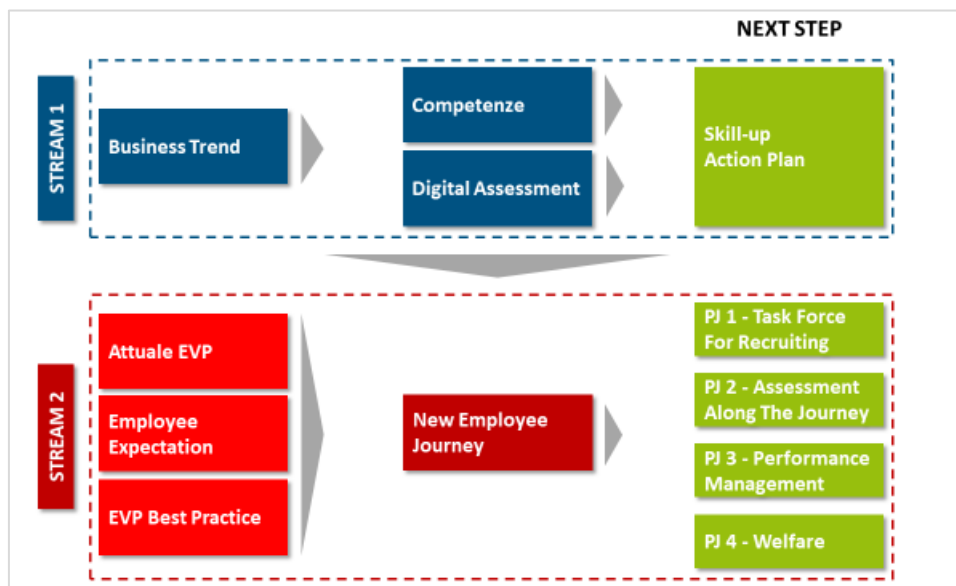 NEXT STEP
STREAM 1
Business Trend
Competenze
Digital Assessment
Skill-up
Action Plan
STREAM 2
Attuale EVP
Employee
Expectation
EVP Best Practice
New Employee
Journey
PJ 1 - Task Force
For Recruiting
PJ 2 - Assessment
Along The Journey
PJ 3 - Performance
Management
PJ 4 - Welfare